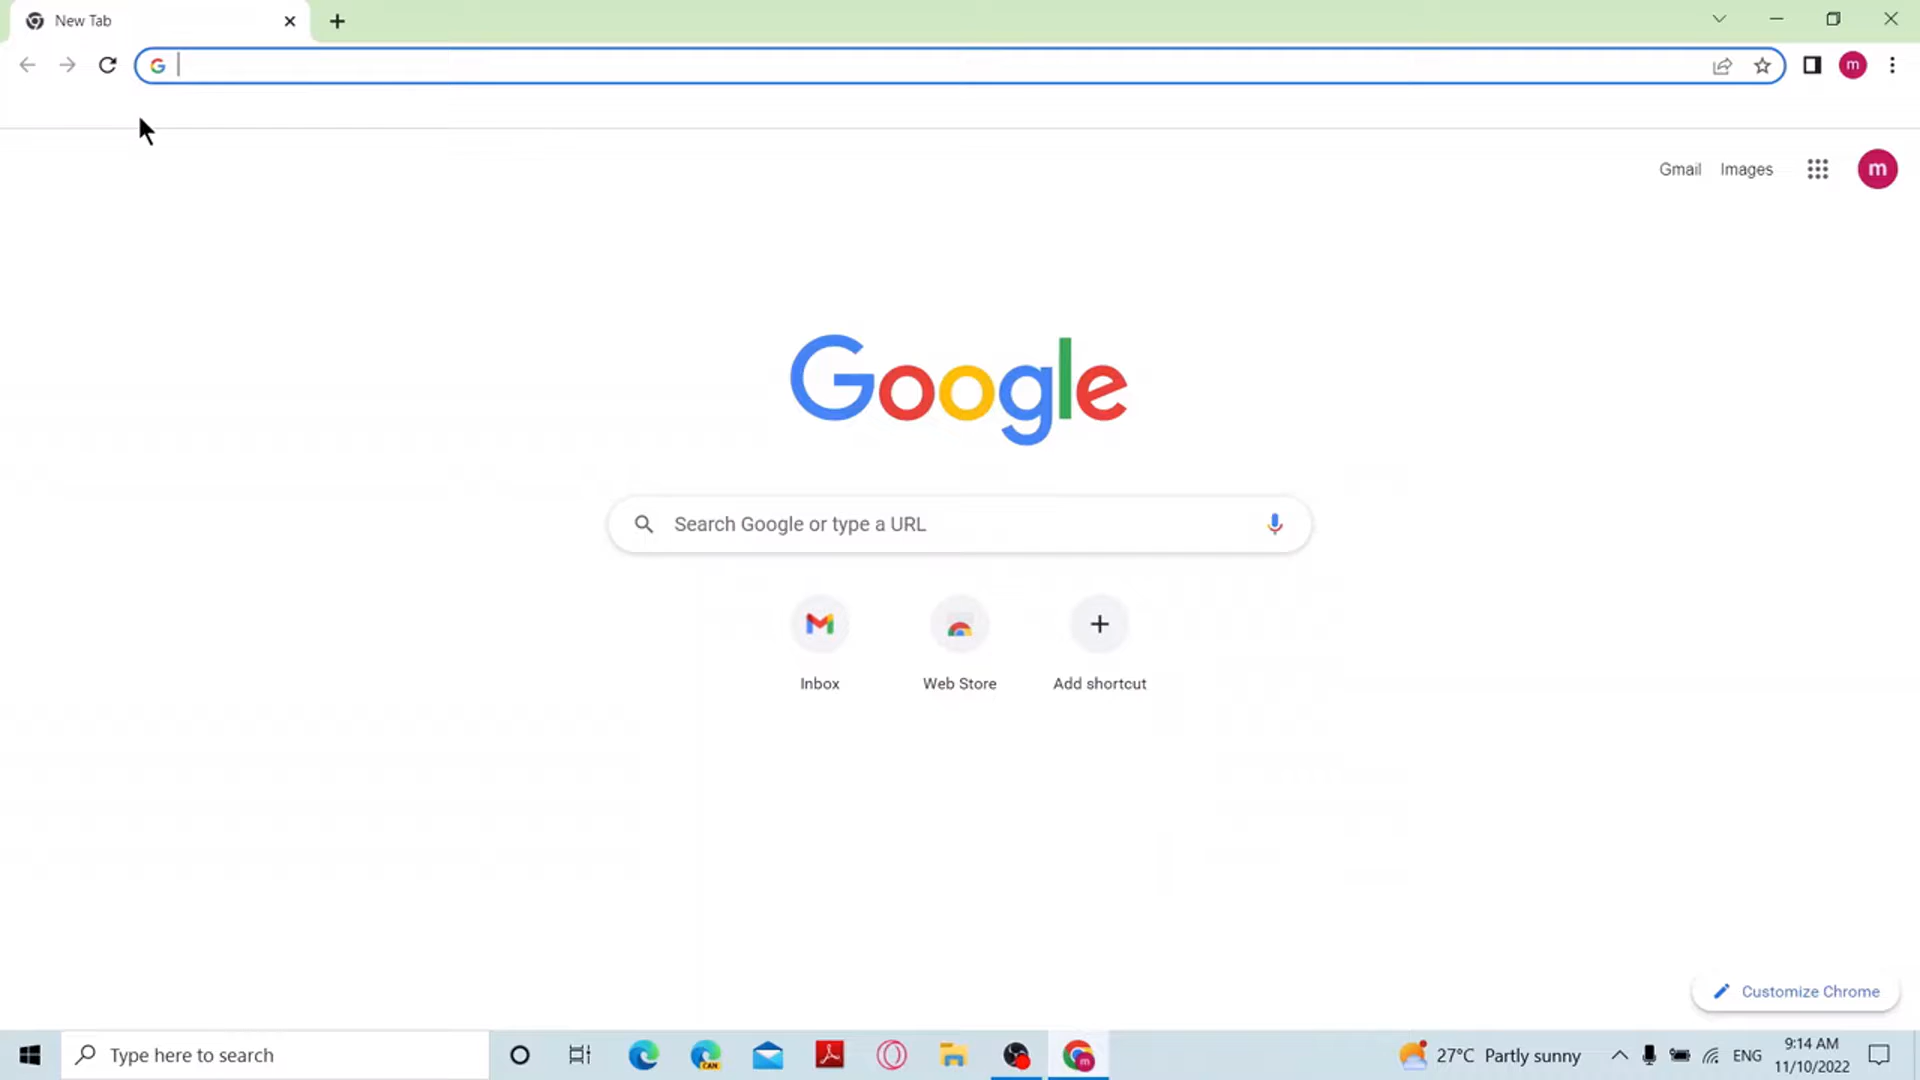 New Tab
Gmail Images
m
m
Google
Search Google or type a URL
Inbox Web Store Add shortcut
Customize Chrome
Type here to search
CAN
m
27°C Partly sunny
ENG
9:14 AM
11/10/2022